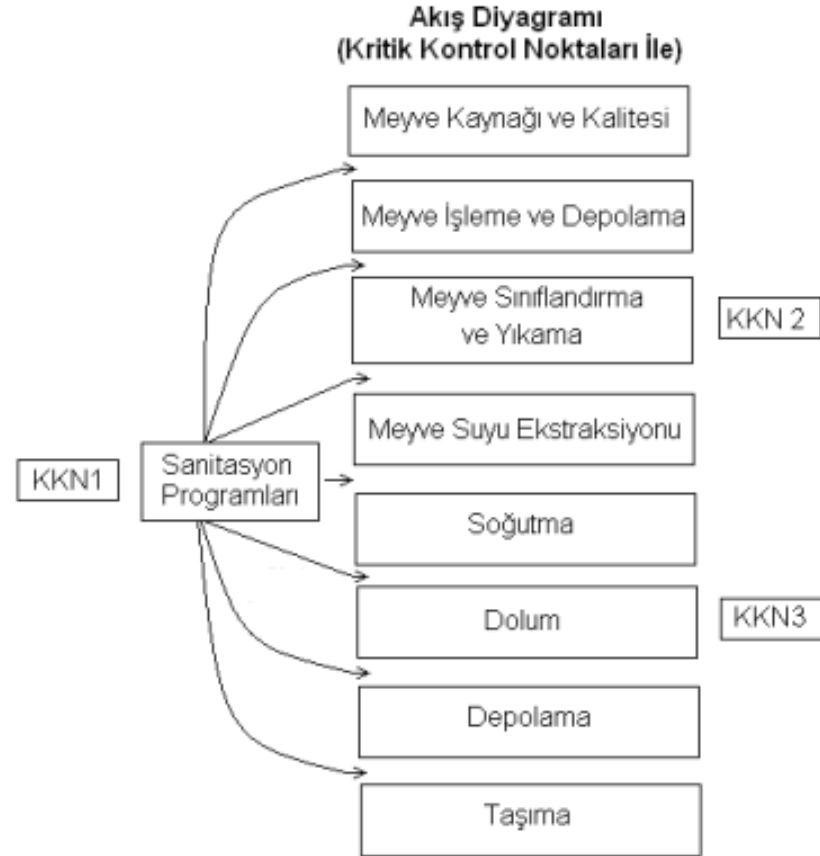 Akış Diyagramı
(Kritik Kontrol Noktaları İle)
Meyve Kaynağı ve Kalitesi
Meyve İşleme ve Depolama
Meyve Sınıflandırma
ve Yıkama
KKN 2
Meyve Suyu Ekstraksiyonu
KKN1
Sanitasyon
Programları
Soğutma
Dolum
KKN3
Depolama
Taşıma